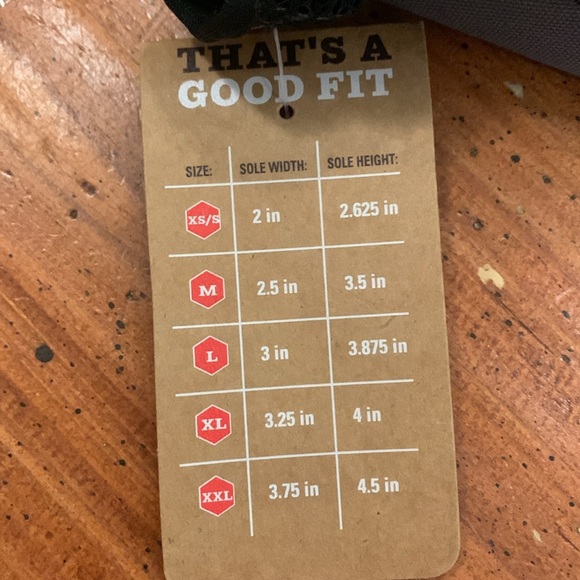 THAT'S A
GOOD FIT
SIZE: SOLE WIDTH: SOLE HEIGHT:
XS/S 2 in 2.625 in
M 2.5 in 3.5 in
L 3 in 3.875 in
XL 3.25 in 4 in
XXL 3.75 in 4.5 in